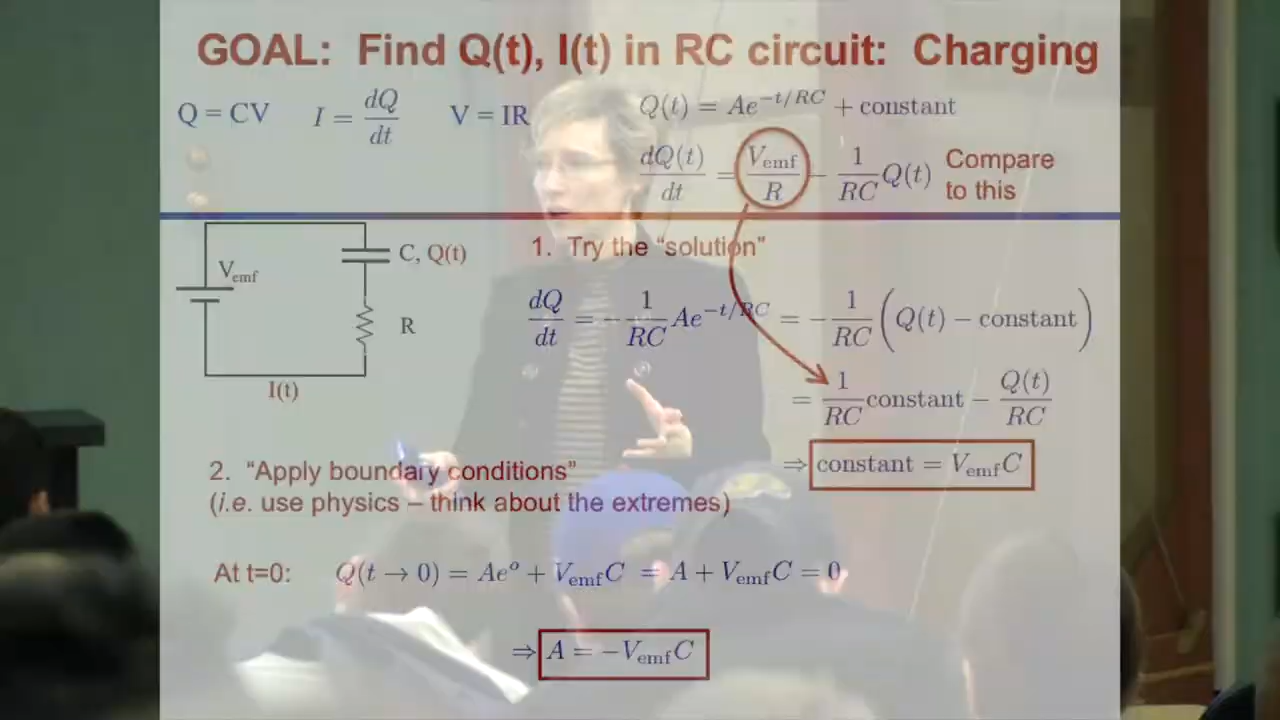 GOAL: Find Q(t), I(t) in RC circuit: Charging
Q = CV I = dQ/dt V = IR
Q(t) = Ae^{-t/RC} + constant
dQ(t)/dt = V_emf/R - 1/RC Q(t) Compare to this
V_emf
C, Q(t)
R
I(t)
1. Try the “solution”
dQ/dt = - 1/RC Ae^{-t/RC} = - 1/RC (Q(t) - constant)
= 1/RC constant - Q(t)/RC
⇒ constant = V_emf C
2. “Apply boundary conditions”
(i.e. use physics – think about the extremes)
At t=0: Q(t → 0) = Ae^o + V_emf C = A + V_emf C = 0
⇒ A = -V_emf C